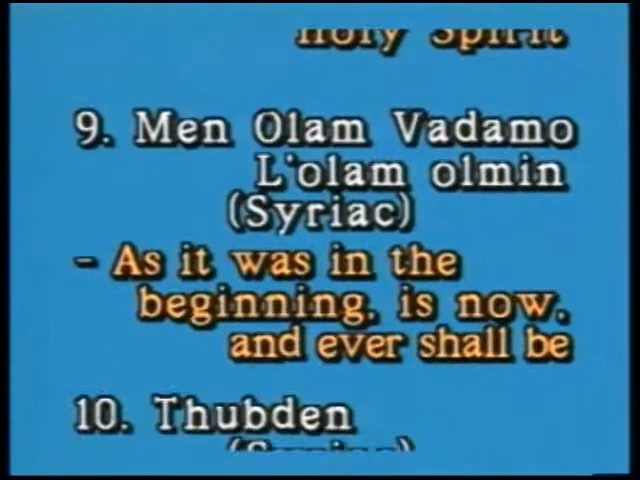 Holy Spirit
9. Men Olam Vadamo
L'olam olmin
(Syriac)
- As it was in the
beginning, is now,
and ever shall be
10. Thubden
(Syriac)